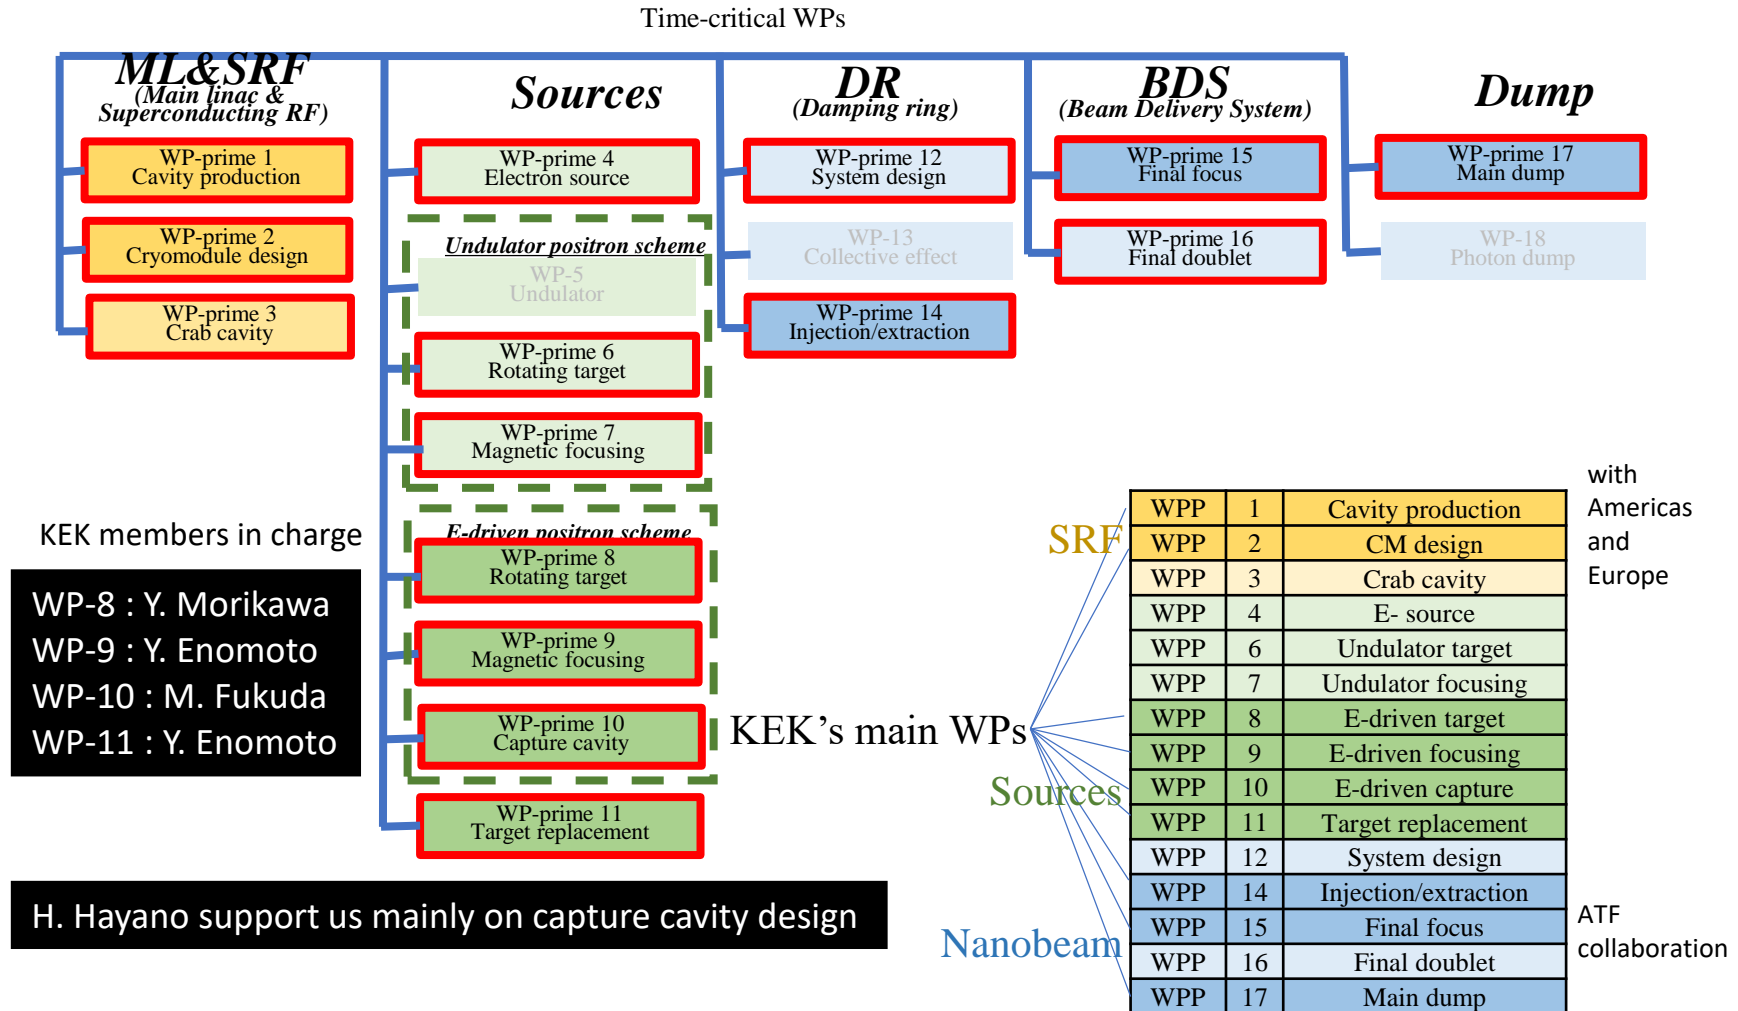 Time-critical WPs
ML&SRF
(Main linac &
Superconducting RF)
WP-prime 1
Cavity production
WP-prime 2
Cryomodule design
WP-prime 3
Crab cavity
Sources
WP-prime 4
Electron source
Undulator positron scheme
WP-5
Undulator
WP-prime 6
Rotating target
WP-prime 7
Magnetic focusing
E-driven positron scheme
WP-prime 8
Rotating target
WP-prime 9
Magnetic focusing
WP-prime 10
Capture cavity
WP-prime 11
Target replacement
DR
(Damping ring)
WP-prime 12
System design
WP-13
Collective effect
WP-prime 14
Injection/extraction
BDS
(Beam Delivery System)
WP-prime 15
Final focus
WP-prime 16
Final doublet
Dump
WP-prime 17
Main dump
WP-18
Photon dump
KEK members in charge
WP-8 : Y. Morikawa
WP-9 : Y. Enomoto
WP-10 : M. Fukuda
WP-11 : Y. Enomoto
H. Hayano support us mainly on capture cavity design
KEK's main WPs
SRF
Sources
Nanobeam
WPP 1 Cavity production
WPP 2 CM design
WPP 3 Crab cavity
WPP 4 E- source
WPP 6 Undulator target
WPP 7 Undulator focusing
WPP 8 E-driven target
WPP 9 E-driven focusing
WPP 10 E-driven capture
WPP 11 Target replacement
WPP 12 System design
WPP 14 Injection/extraction
WPP 15 Final focus
WPP 16 Final doublet
WPP 17 Main dump
with
Americas
and
Europe
ATF
collaboration